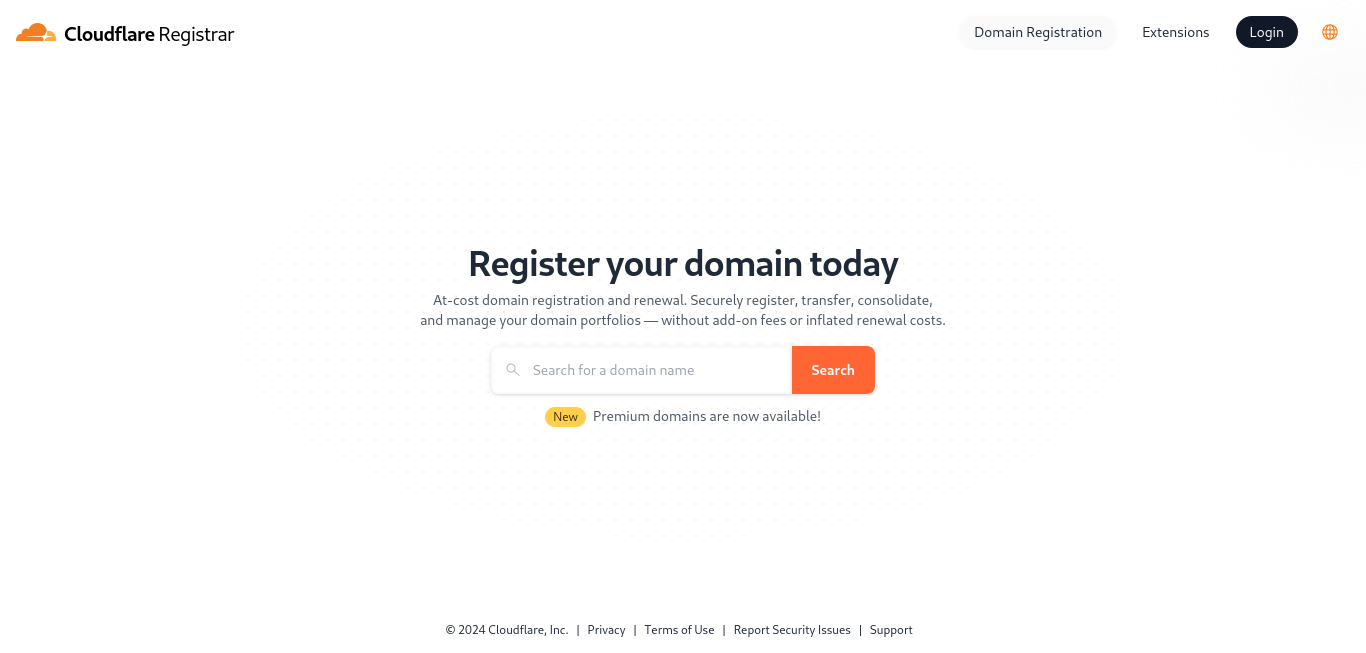 Cloudflare Registrar
Domain Registration
Extensions
Login
Register your domain today
At-cost domain registration and renewal. Securely register, transfer, consolidate,
and manage your domain portfolios — without add-on fees or inflated renewal costs.
Search for a domain name
Search
New Premium domains are now available!
© 2024 Cloudflare, Inc. | Privacy | Terms of Use | Report Security Issues | Support